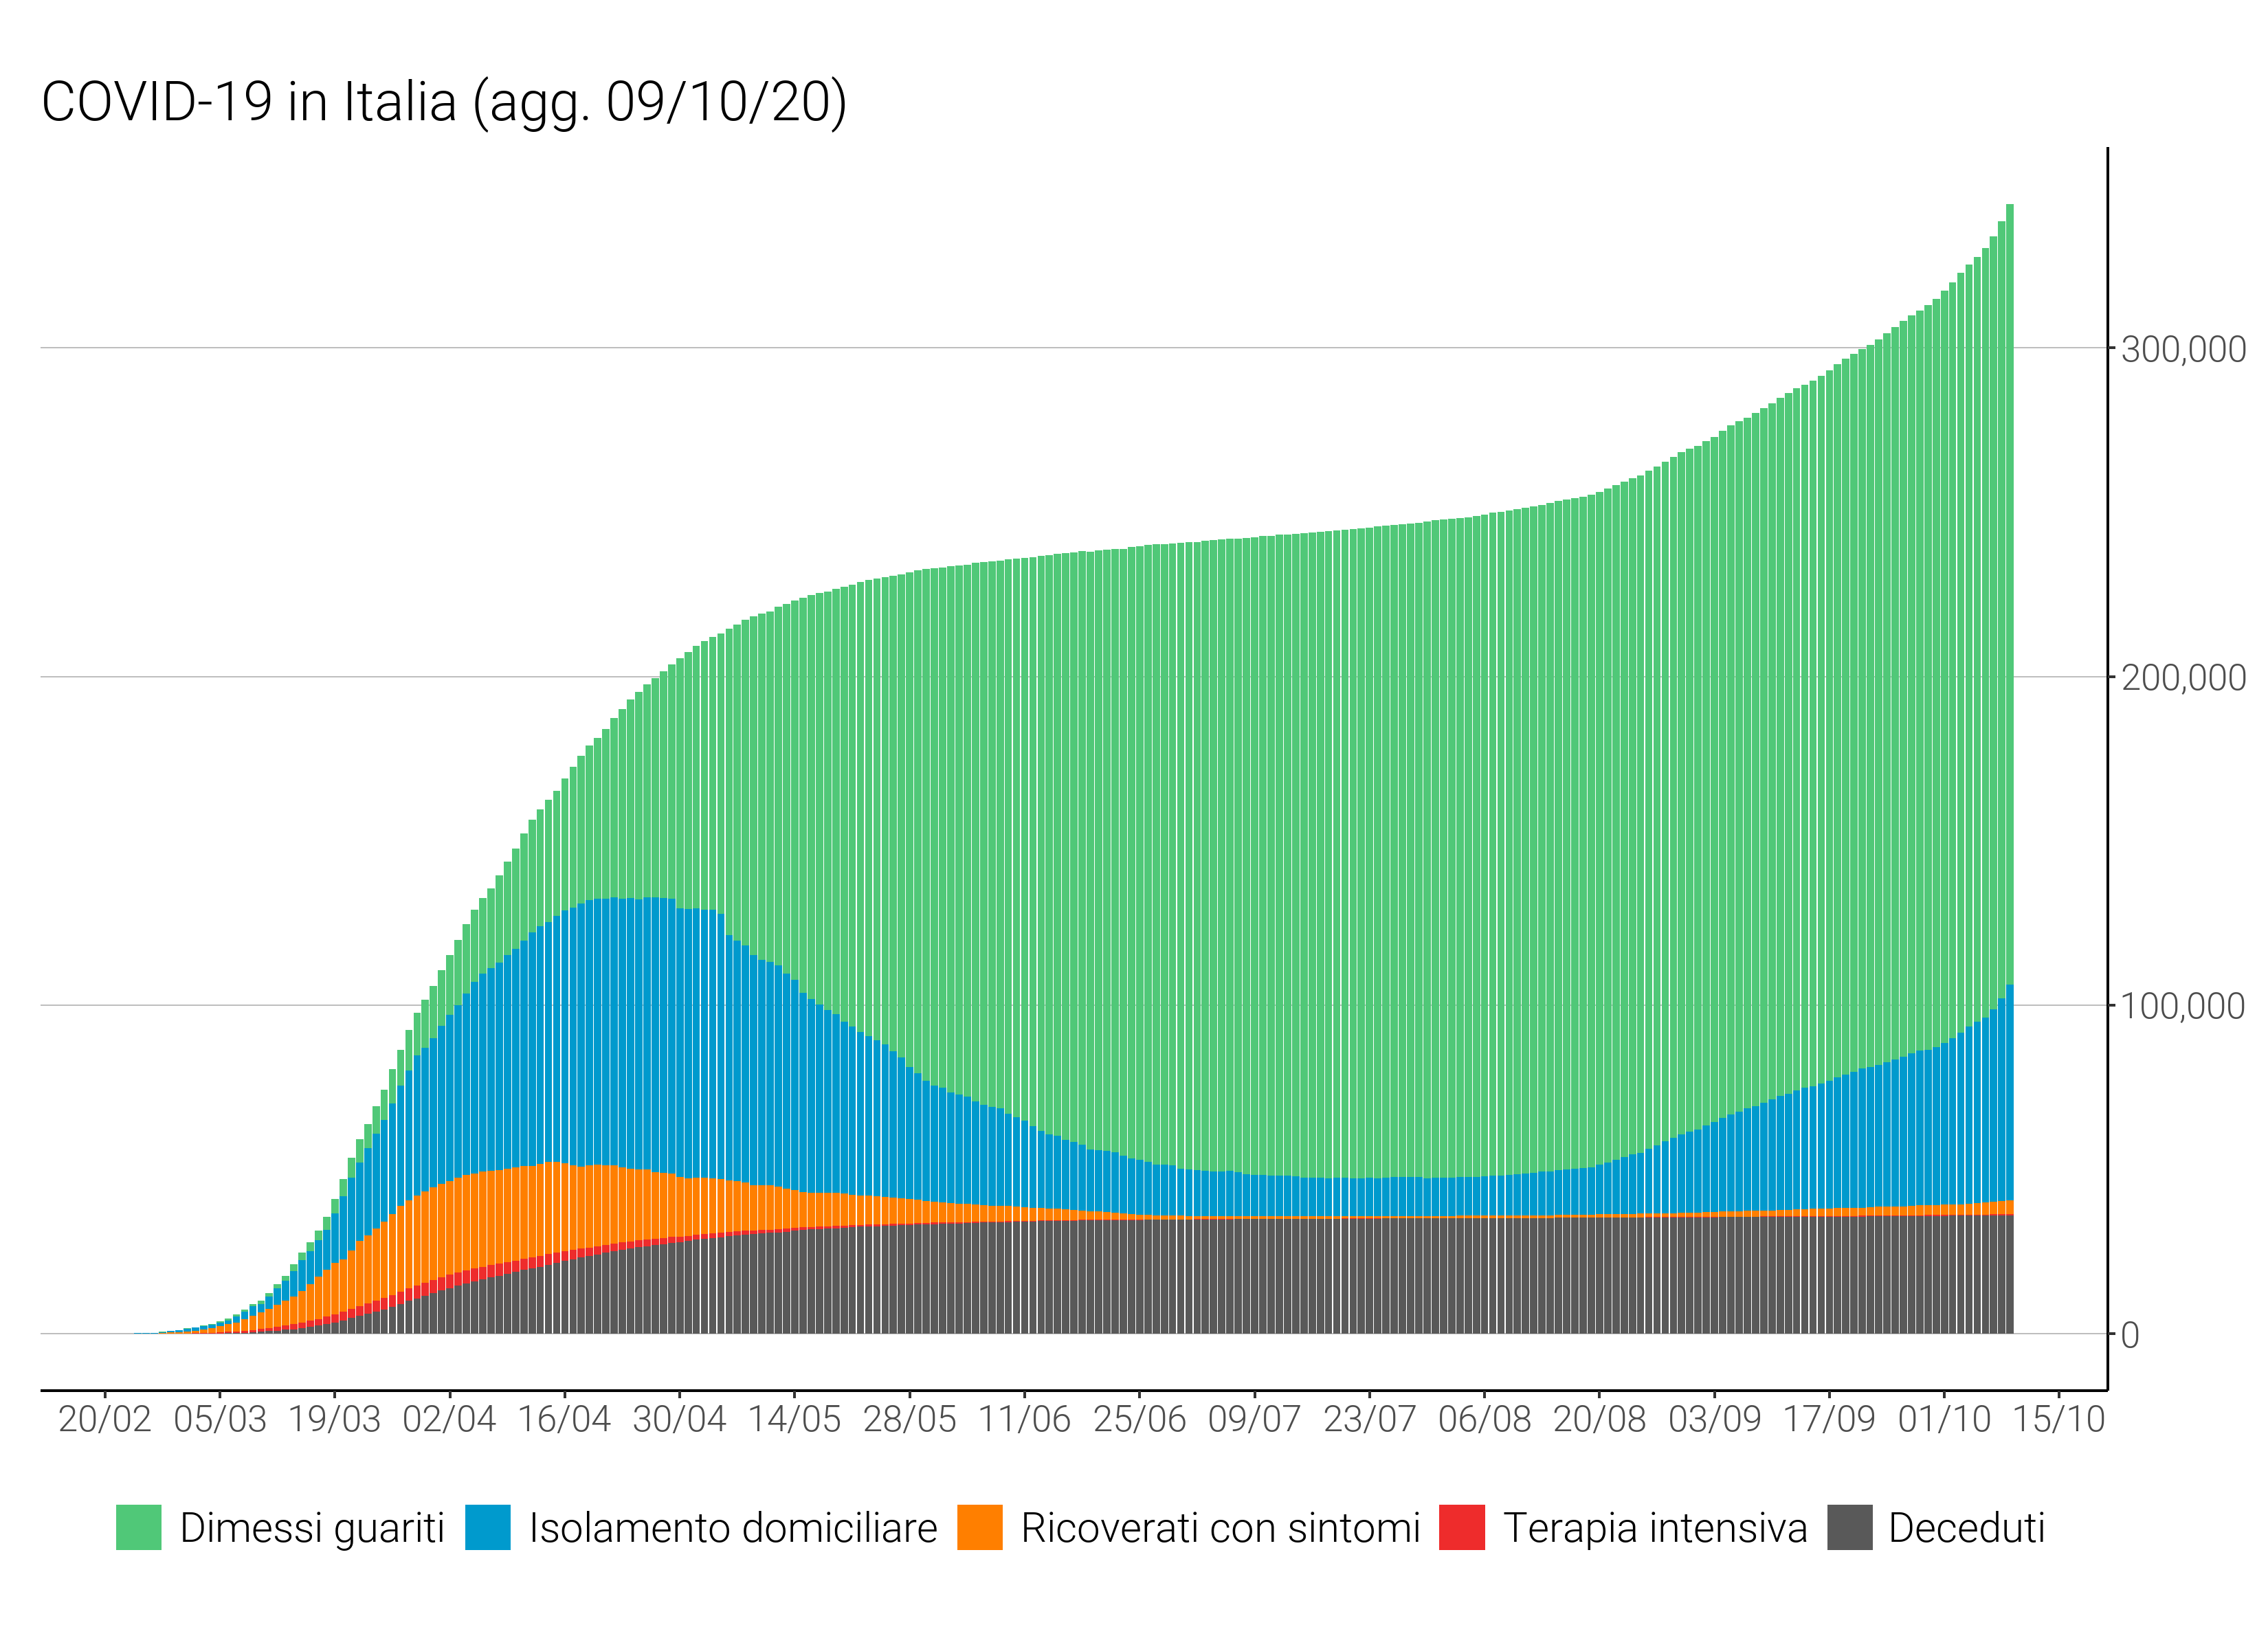 COVID-19 in Italia (agg. 09/10/20)
300,000
200,000
100,000
0
20/02 05/03 19/03 02/04 16/04 30/04 14/05 28/05 11/06 25/06 09/07 23/07 06/08 20/08 03/09 17/09 01/10 15/10
Dimessi guariti Isolamento domiciliare Ricoverati con sintomi Terapia intensiva Deceduti